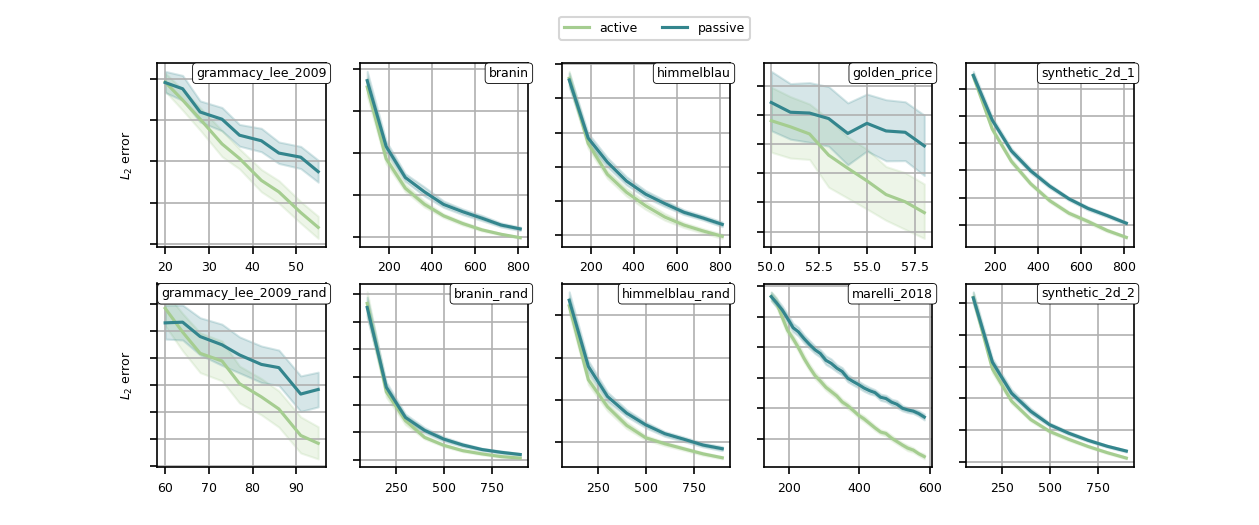 active passive
grammacy_lee_2009 branin himmelblau golden_price synthetic_2d_1
L₂ error
20 30 40 50 200 400 600 800 200 400 600 800 50.0 52.5 55.0 57.5 200 400 600 800
grammacy_lee_2009_rand branin_rand himmelblau_rand marelli_2018 synthetic_2d_2
L₂ error
60 70 80 90 250 500 750 250 500 750 200 400 600 250 500 750